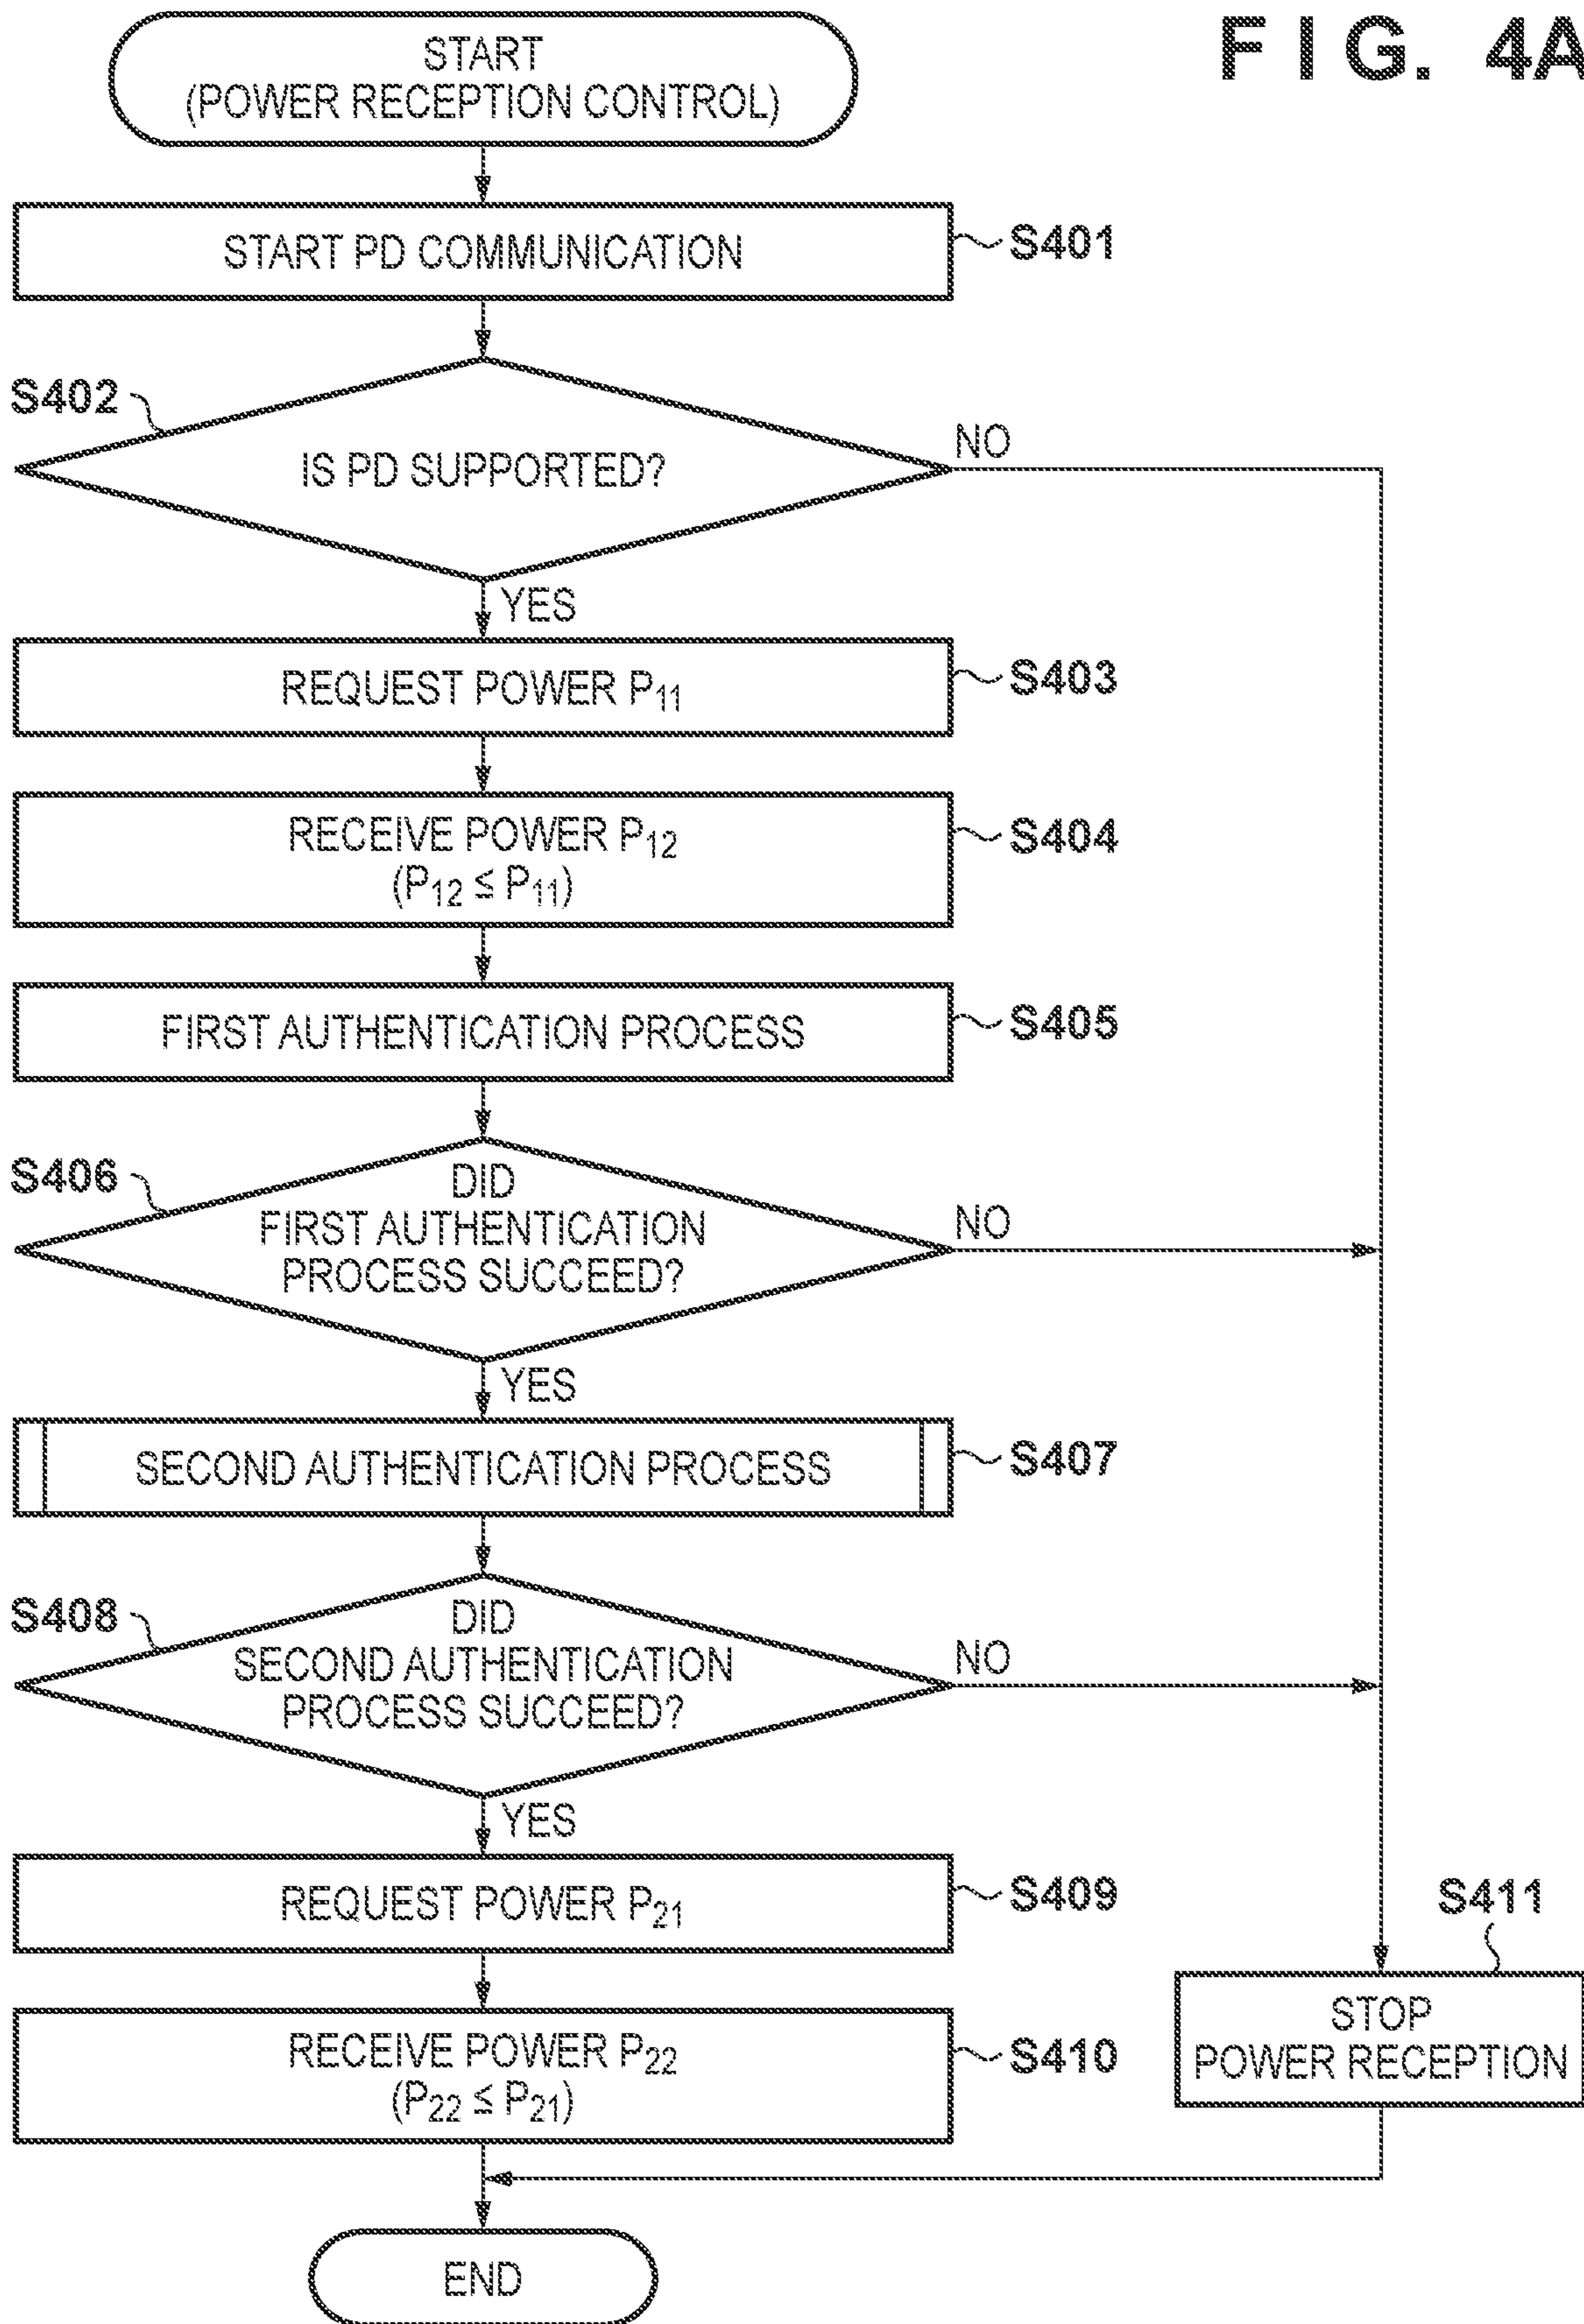 FIG. 4A
START
(POWER RECEPTION CONTROL)
START PD COMMUNICATION
S401
S402
IS PD SUPPORTED?
NO
YES
REQUEST POWER P₁₁
S403
RECEIVE POWER P₁₂
(P₁₂ ≤ P₁₁)
S404
FIRST AUTHENTICATION PROCESS
S405
S406
DID
FIRST AUTHENTICATION
PROCESS SUCCEED?
NO
YES
SECOND AUTHENTICATION PROCESS
S407
S408
DID
SECOND AUTHENTICATION
PROCESS SUCCEED?
NO
YES
REQUEST POWER P₂₁
S409
RECEIVE POWER P₂₂
(P₂₂ ≤ P₂₁)
S410
S411
STOP
POWER RECEPTION
END